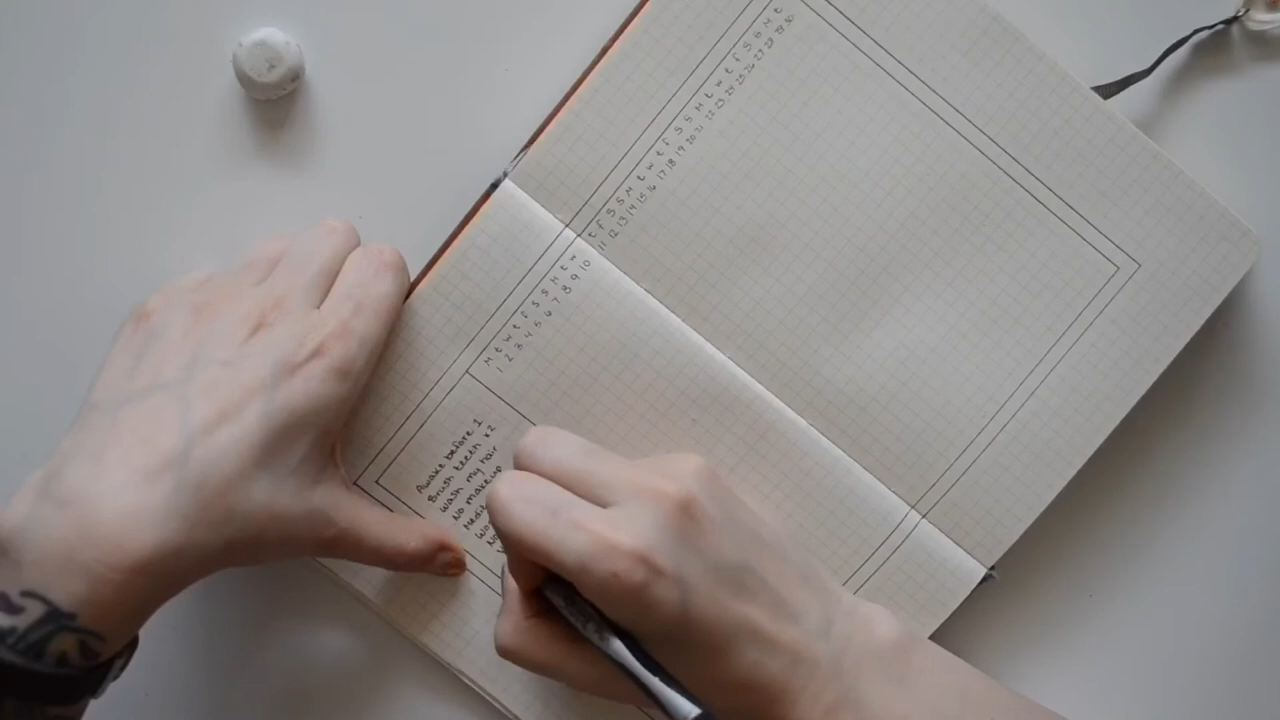 M t W t f S S M t w t f S S M t w t f S S M t w t f S S M t
1 2 3 4 5 6 7 8 9 10 11 12 13 14 15 16 17 18 19 20 21 22 23 24 25 26 27 28 29 30
Awake before 1
Brush teeth x2
Wash my hair
No makeup